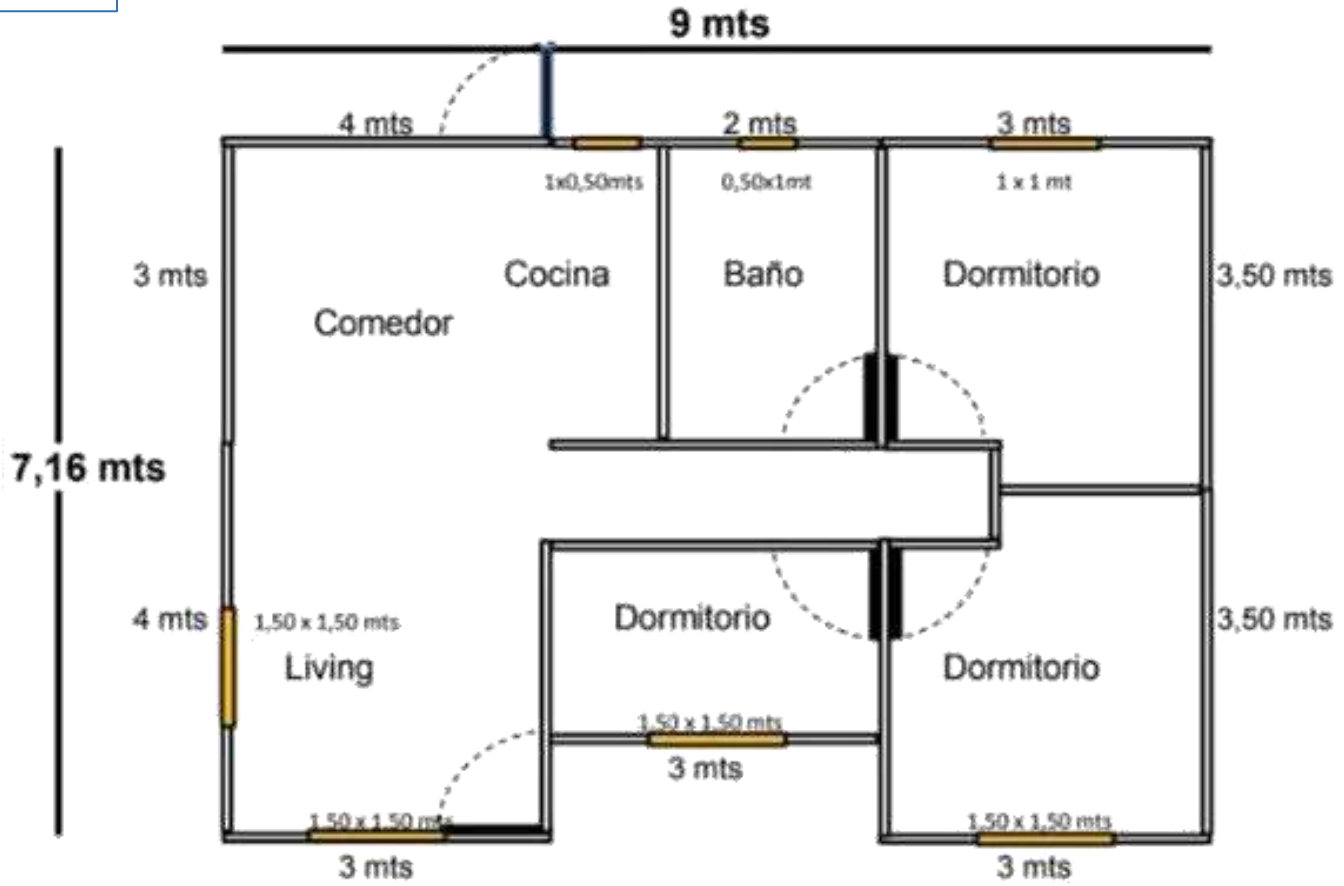 9 mts
4 mts
2 mts
3 mts
1x0,50mts
0,50x1mt
1 x 1 mt
3 mts
Cocina
Baño
Dormitorio
3,50 mts
Comedor
7,16 mts
4 mts
1,50 x 1,50 mts
Dormitorio
3,50 mts
Living
Dormitorio
1,50 x 1,50 mts
3 mts
1,50 x 1,50 mts
1,50 x 1,50 mts
3 mts
3 mts